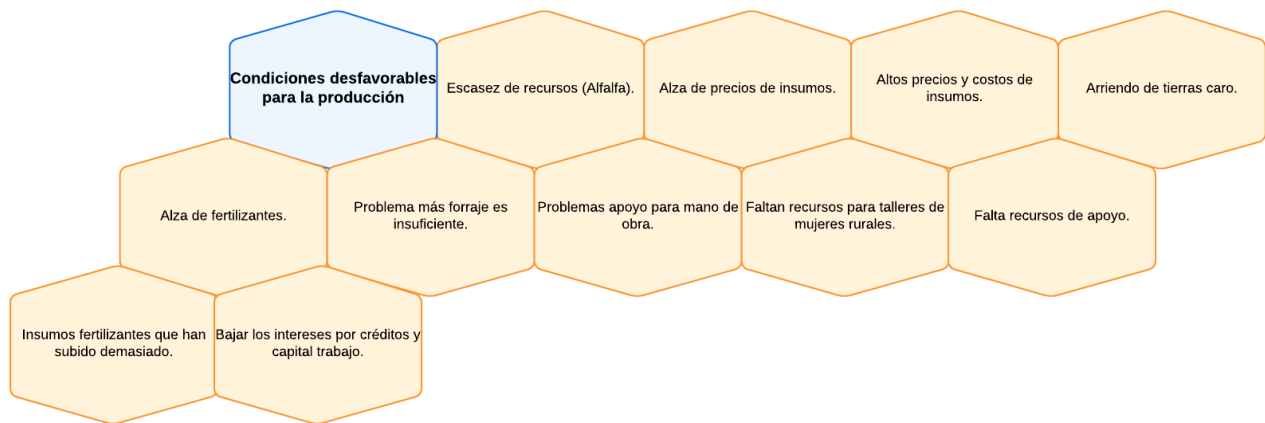 Condiciones desfavorables
para la producción
Escasez de recursos (Alfalfa).
Alza de precios de insumos.
Altos precios y costos de
insumos.
Arriendo de tierras caro.
Alza de fertilizantes.
Problema más forraje es
insuficiente.
Problemas apoyo para mano de
obra.
Faltan recursos para talleres de
mujeres rurales.
Falta recursos de apoyo.
Insumos fertilizantes que han
subido demasiado.
Bajar los intereses por créditos y
capital trabajo.